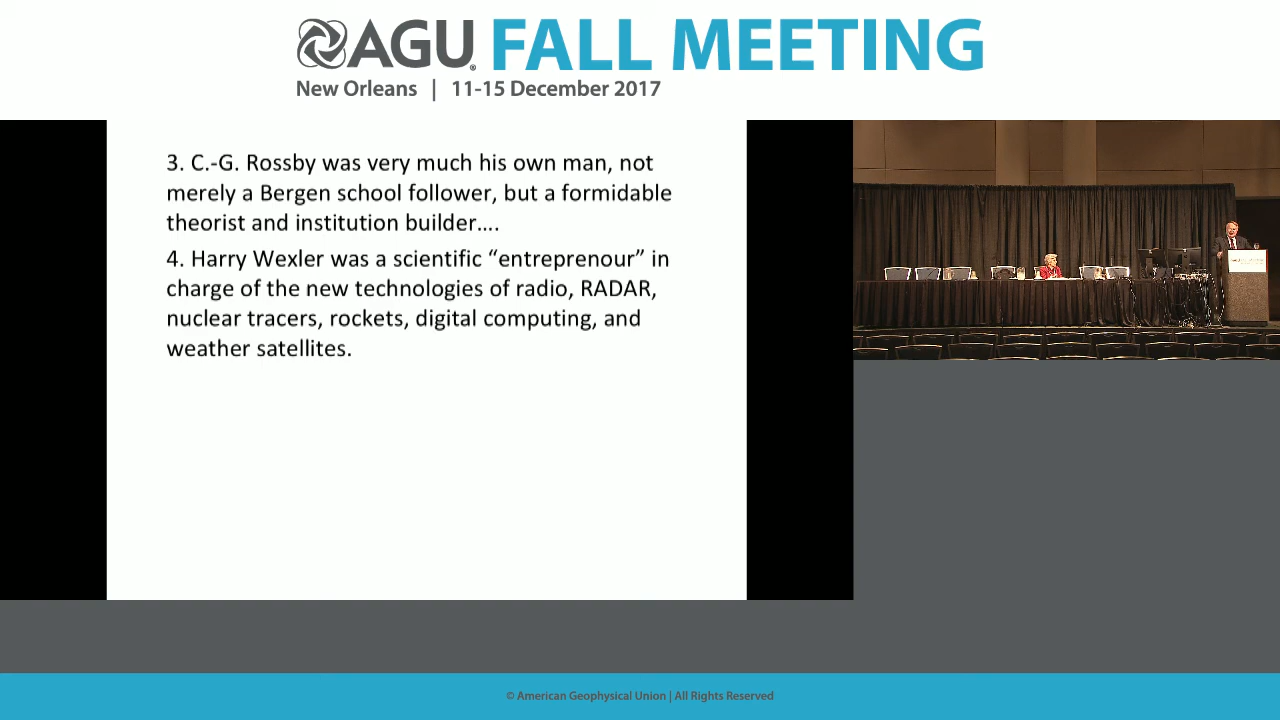 AGU FALL MEETING
New Orleans | 11-15 December 2017
3. C.-G. Rossby was very much his own man, not
merely a Bergen school follower, but a formidable
theorist and institution builder....
4. Harry Wexler was a scientific “entreprenour” in
charge of the new technologies of radio, RADAR,
nuclear tracers, rockets, digital computing, and
weather satellites.
© American Geophysical Union | All Rights Reserved